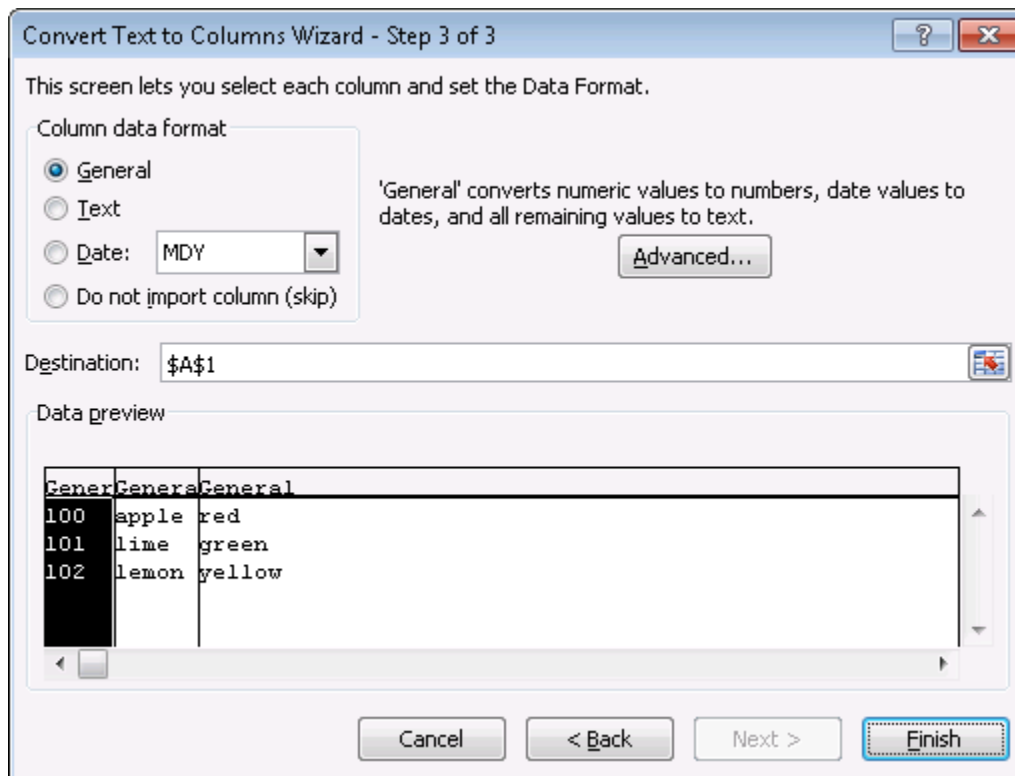 Convert Text to Columns Wizard - Step 3 of 3
?
This screen lets you select each column and set the Data Format.
Column data format
General
Text
Date: MDY
Do not import column (skip)
'General' converts numeric values to numbers, date values to
dates, and all remaining values to text.
Advanced...
Destination: $A$1
Data preview
Gener Genera General
100 apple red
101 lime green
102 lemon yellow
Cancel < Back Next > Finish